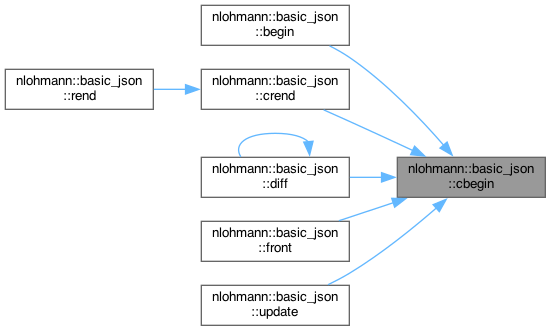 nlohmann::basic_json
::begin
nlohmann::basic_json
::rend
nlohmann::basic_json
::crend
nlohmann::basic_json
::diff
nlohmann::basic_json
::cbegin
nlohmann::basic_json
::front
nlohmann::basic_json
::update